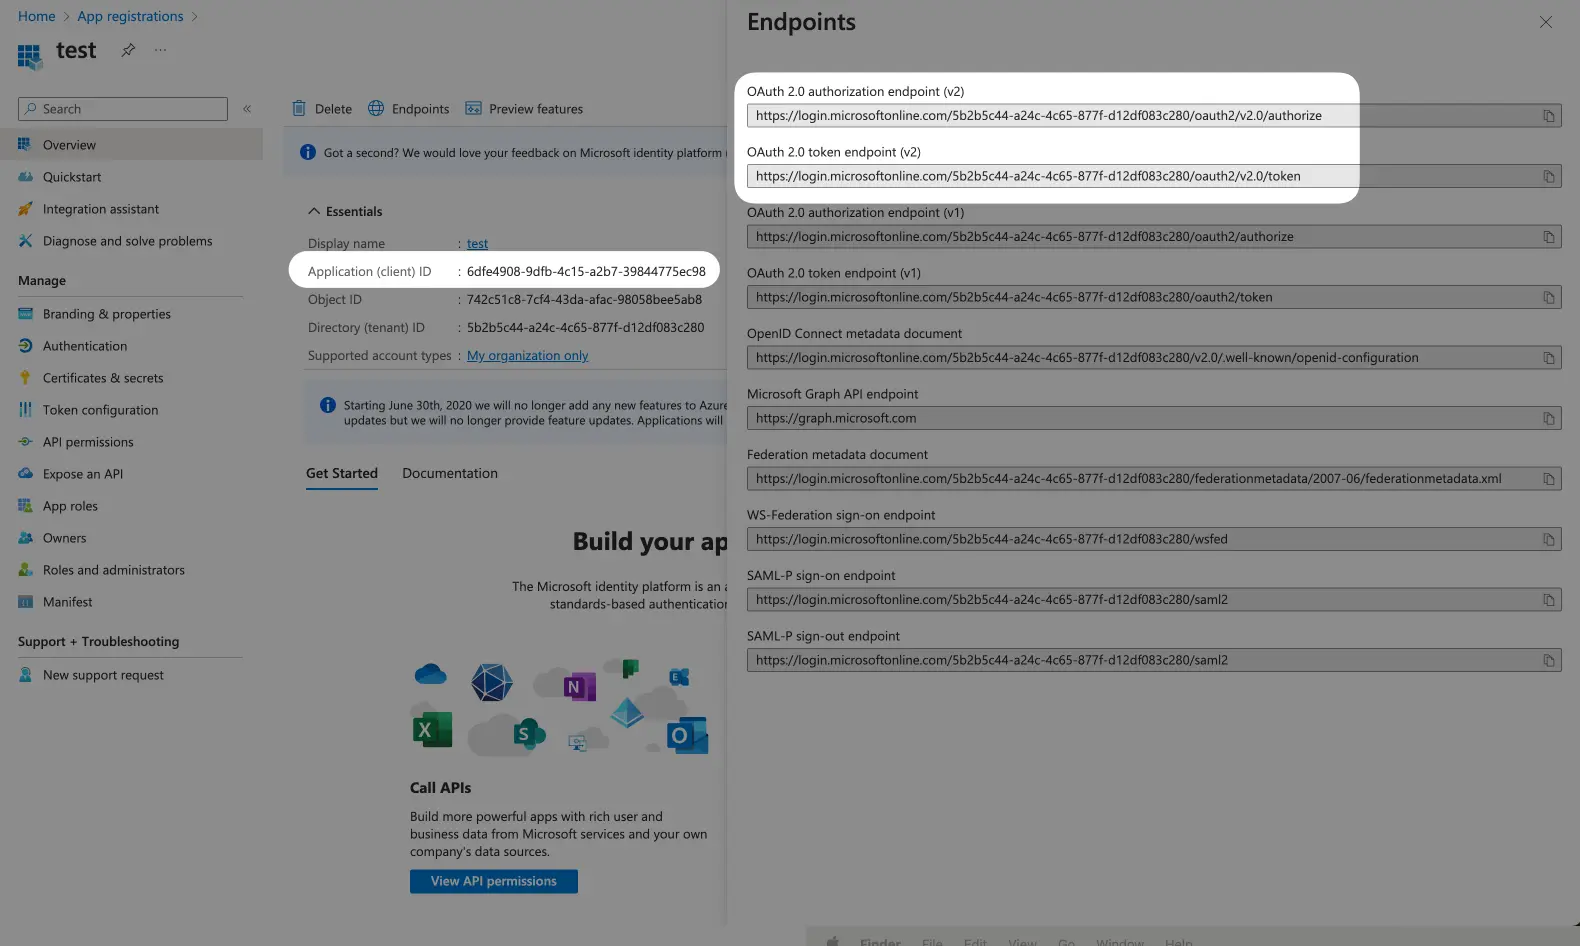 Home > App registrations >
test
...
Search
«
Overview
Quickstart
Integration assistant
Diagnose and solve problems
Manage
Branding & properties
Authentication
Certificates & secrets
Token configuration
API permissions
Expose an API
App roles
Owners
Roles and administrators
Manifest
Support + Troubleshooting
New support request
Delete
Endpoints
Preview features
Got a second? We would love your feedback on Microsoft identity platform
Essentials
Display name : test
Application (client) ID : 6dfe4908-9dfb-4c15-a2b7-39844775ec98
Object ID : 742c51c8-7cf4-43da-afac-98058bee5ab8
Directory (tenant) ID : 5b2b5c44-a24c-4c65-877f-d12df083c280
Supported account types : My organization only
Starting June 30th, 2020 we will no longer add any new features to Azure
updates but we will no longer provide feature updates. Applications will
Get Started
Documentation
Build your ap
The Microsoft identity platform is an a
standards-based authentication
N
E
X
S
O
Call APIs
Build more powerful apps with rich user and
business data from Microsoft services and your own
company's data sources.
View API permissions
Endpoints
OAuth 2.0 authorization endpoint (v2)
https://login.microsoftonline.com/5b2b5c44-a24c-4c65-877f-d12df083c280/oauth2/v2.0/authorize
OAuth 2.0 token endpoint (v2)
https://login.microsoftonline.com/5b2b5c44-a24c-4c65-877f-d12df083c280/oauth2/v2.0/token
OAuth 2.0 authorization endpoint (v1)
https://login.microsoftonline.com/5b2b5c44-a24c-4c65-877f-d12df083c280/oauth2/authorize
OAuth 2.0 token endpoint (v1)
https://login.microsoftonline.com/5b2b5c44-a24c-4c65-877f-d12df083c280/oauth2/token
OpenID Connect metadata document
https://login.microsoftonline.com/5b2b5c44-a24c-4c65-877f-d12df083c280/v2.0/.well-known/openid-configuration
Microsoft Graph API endpoint
https://graph.microsoft.com
Federation metadata document
https://login.microsoftonline.com/5b2b5c44-a24c-4c65-877f-d12df083c280/federationmetadata/2007-06/federationmetadata.xml
WS-Federation sign-on endpoint
https://login.microsoftonline.com/5b2b5c44-a24c-4c65-877f-d12df083c280/wsfed
SAML-P sign-on endpoint
https://login.microsoftonline.com/5b2b5c44-a24c-4c65-877f-d12df083c280/saml2
SAML-P sign-out endpoint
https://login.microsoftonline.com/5b2b5c44-a24c-4c65-877f-d12df083c280/saml2
Finder File Edit View Go Window Help